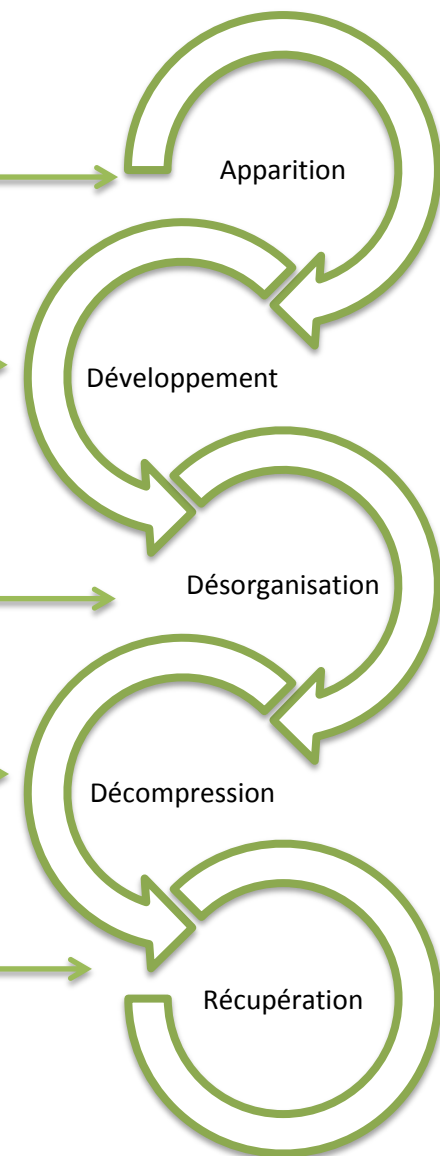 Apparition
Développement
Désorganisation
Décompression
Récupération